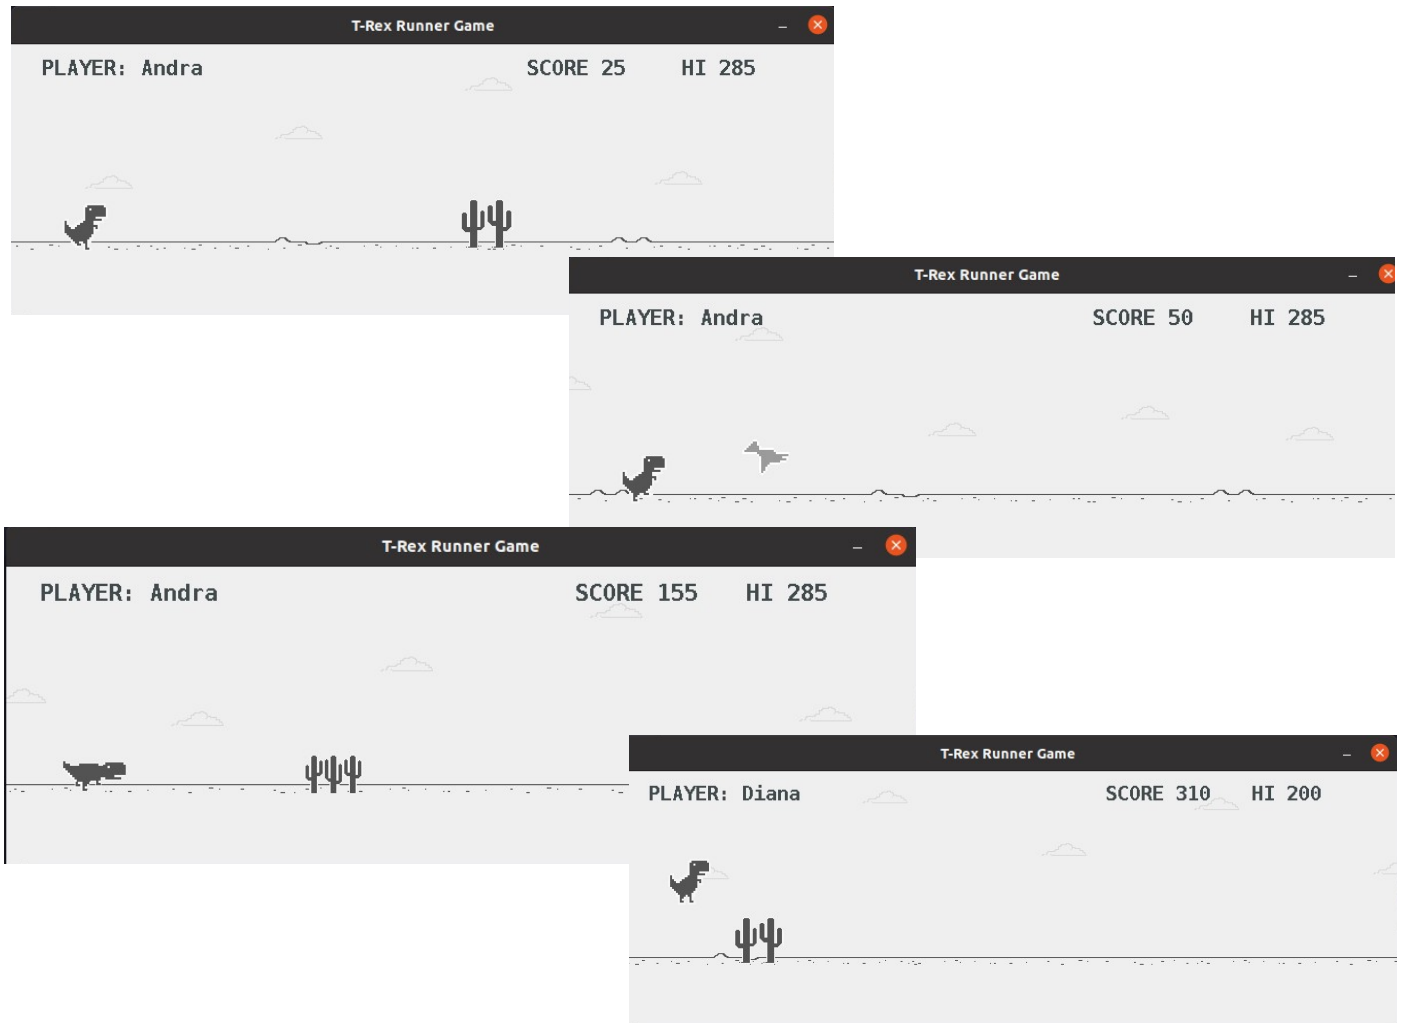 T-Rex Runner Game
PLAYER: Andra SCORE 25 HI 285
T-Rex Runner Game
PLAYER: Andra SCORE 50 HI 285
T-Rex Runner Game
PLAYER: Andra SCORE 155 HI 285
T-Rex Runner Game
PLAYER: Diana SCORE 310 HI 200